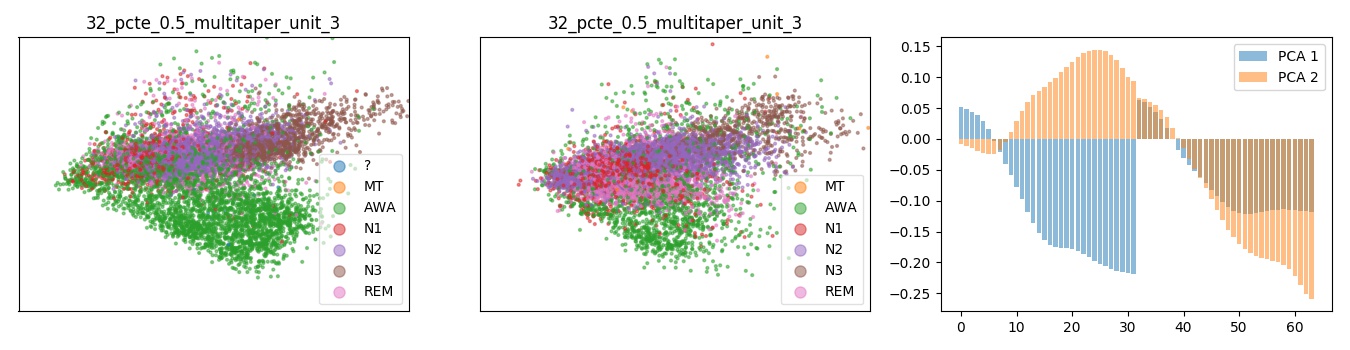 32_pcte_0.5_multitaper_unit_3
?
MT
AWA
N1
N2
N3
REM
32_pcte_0.5_multitaper_unit_3
MT
AWA
N1
N2
N3
REM
PCA 1
PCA 2
0.15
0.10
0.05
0.00
−0.05
−0.10
−0.15
−0.20
−0.25
0 10 20 30 40 50 60